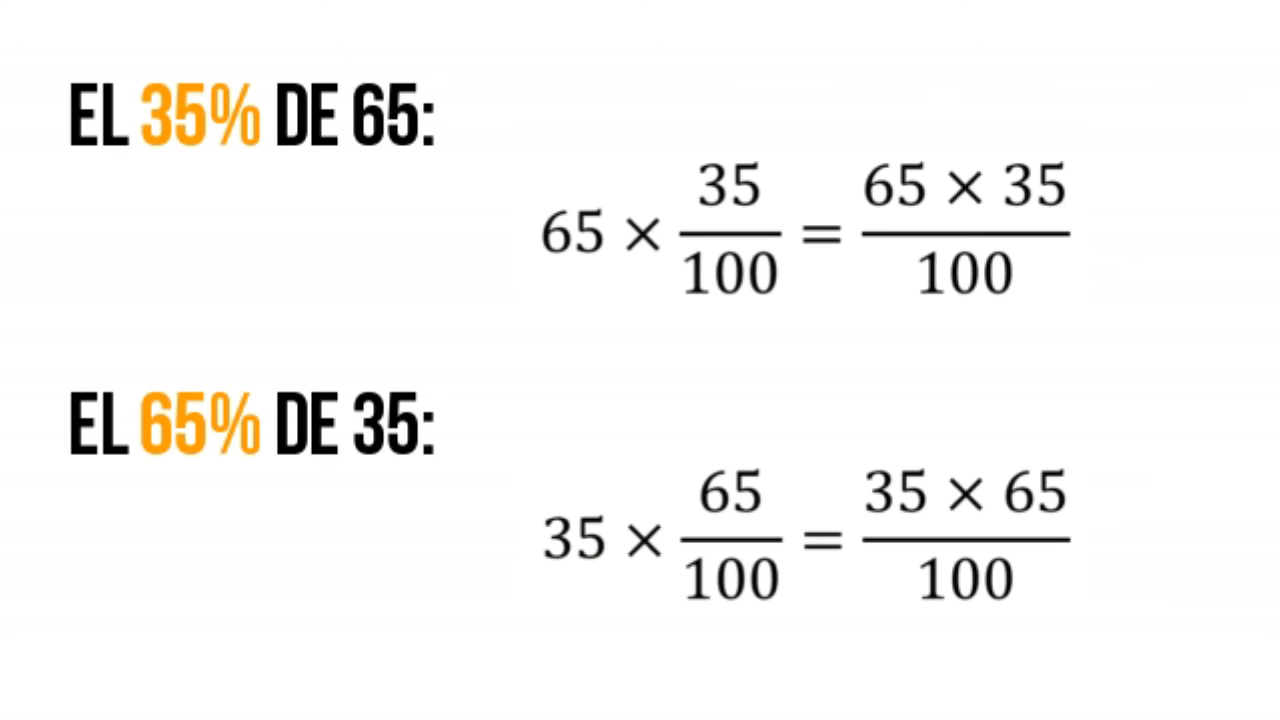 EL 35% DE 65:
65 × 35/100 = 65 × 35/100
EL 65% DE 35:
35 × 65/100 = 35 × 65/100